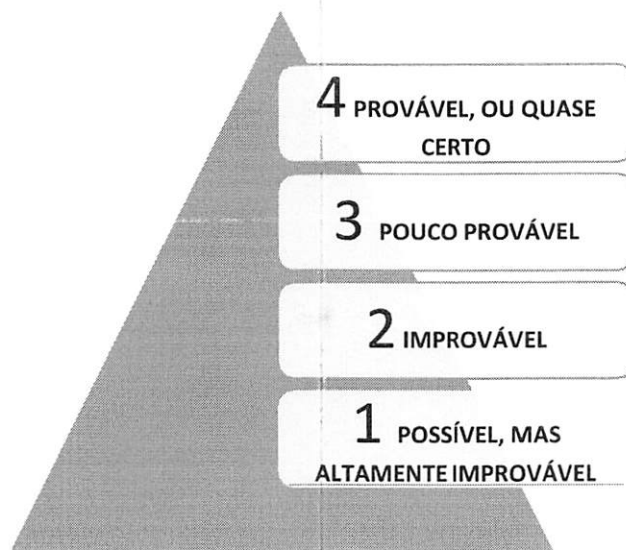 4 PROVÁVEL, OU QUASE
CERTO
3 POUCO PROVÁVEL
2 IMPROVÁVEL
1 POSSÍVEL, MAS
ALTAMENTE IMPROVÁVEL